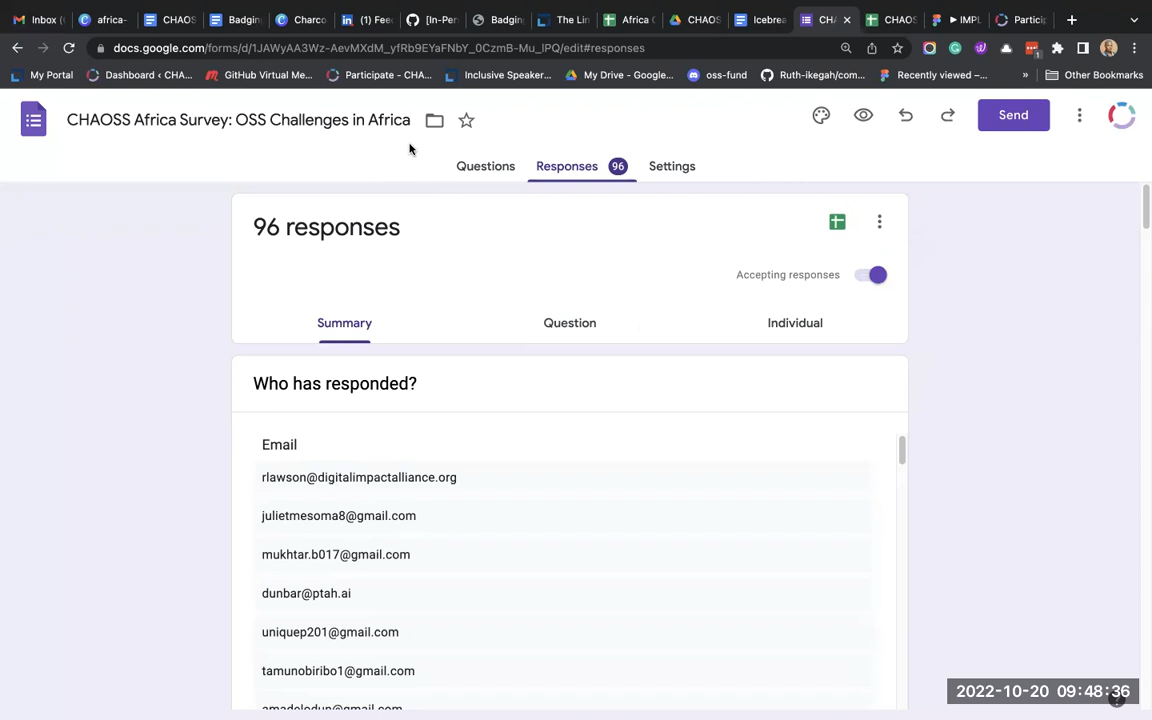 Inbox (
africa-
CHAOS
Badging
Charco
(1) Feed
[In-Per
Badging
The Lin
Africa C
CHAOS
Icebrea
CHA
CHAOS
IMPL
Particip
docs.google.com/forms/d/1JAWyAA3Wz-AevMXdM_yfRb9EYaFNbY_0CzmB-Mu_lPQ/edit#responses
My Portal
Dashboard ‹ CHA...
GitHub Virtual Me...
Participate - CHA...
Inclusive Speaker...
My Drive - Google...
oss-fund
Ruth-ikegah/com...
Recently viewed –...
»
Other Bookmarks
CHAOSS Africa Survey: OSS Challenges in Africa
Send
Questions
Responses 96
Settings
96 responses
Accepting responses
Summary
Question
Individual
Who has responded?
Email
rlawson@digitalimpactalliance.org
julietmesoma8@gmail.com
mukhtar.b017@gmail.com
dunbar@ptah.ai
uniquep201@gmail.com
tamunobiribo1@gmail.com
amadelodun@gmail.com
2022-10-20 09:48:36